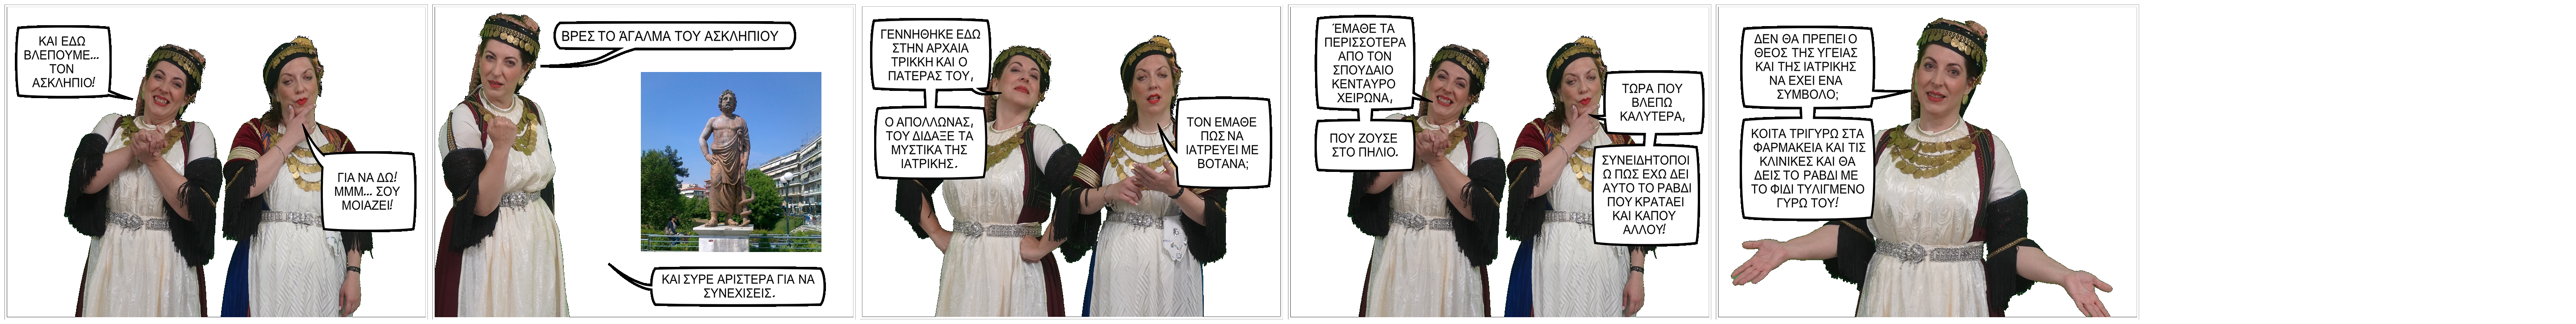 ΚΑΙ ΕΔΩ
ΒΛΕΠΟΥΜΕ...
ΤΟΝ
ΑΣΚΛΗΠΙΟ!
ΓΙΑ ΝΑ ΔΩ!
ΜΜΜ... ΣΟΥ
ΜΟΙΑΖΕΙ!
ΒΡΕΣ ΤΟ ΆΓΑΛΜΑ ΤΟΥ ΑΣΚΛΗΠΙΟΥ
ΚΑΙ ΣΥΡΕ ΑΡΙΣΤΕΡΑ ΓΙΑ ΝΑ
ΣΥΝΕΧΙΣΕΙΣ.
ΓΕΝΝΗΘΗΚΕ ΕΔΩ
ΣΤΗΝ ΑΡΧΑΙΑ
ΤΡΙΚΚΗ ΚΑΙ Ο
ΠΑΤΕΡΑΣ ΤΟΥ,
Ο ΑΠΟΛΛΩΝΑΣ,
ΤΟΥ ΔΙΔΑΞΕ ΤΑ
ΜΥΣΤΙΚΑ ΤΗΣ
ΙΑΤΡΙΚΗΣ.
ΤΟΝ ΕΜΑΘΕ
ΠΩΣ ΝΑ
ΙΑΤΡΕΥΕΙ ΜΕ
ΒΟΤΑΝΑ;
ΈΜΑΘΕ ΤΑ
ΠΕΡΙΣΣΟΤΕΡΑ
ΑΠΟ ΤΟΝ
ΣΠΟΥΔΑΙΟ
ΚΕΝΤΑΥΡΟ
ΧΕΙΡΩΝΑ,
ΠΟΥ ΖΟΥΣΕ
ΣΤΟ ΠΗΛΙΟ.
ΤΩΡΑ ΠΟΥ
ΒΛΕΠΩ
ΚΑΛΥΤΕΡΑ,
ΣΥΝΕΙΔΗΤΟΠΟΙ
Ω ΠΩΣ ΕΧΩ ΔΕΙ
ΑΥΤΟ ΤΟ ΡΑΒΔΙ
ΠΟΥ ΚΡΑΤΑΕΙ
ΚΑΙ ΚΑΠΟΥ
ΑΛΛΟΥ!
ΔΕΝ ΘΑ ΠΡΕΠΕΙ Ο
ΘΕΟΣ ΤΗΣ ΥΓΕΙΑΣ
ΚΑΙ ΤΗΣ ΙΑΤΡΙΚΗΣ
ΝΑ ΕΧΕΙ ΕΝΑ
ΣΥΜΒΟΛΟ;
ΚΟΙΤΑ ΤΡΙΓΥΡΩ ΣΤΑ
ΦΑΡΜΑΚΕΙΑ ΚΑΙ ΤΙΣ
ΚΛΙΝΙΚΕΣ ΚΑΙ ΘΑ
ΔΕΙΣ ΤΟ ΡΑΒΔΙ ΜΕ
ΤΟ ΦΙΔΙ ΤΥΛΙΓΜΕΝΟ
ΓΥΡΩ ΤΟΥ!